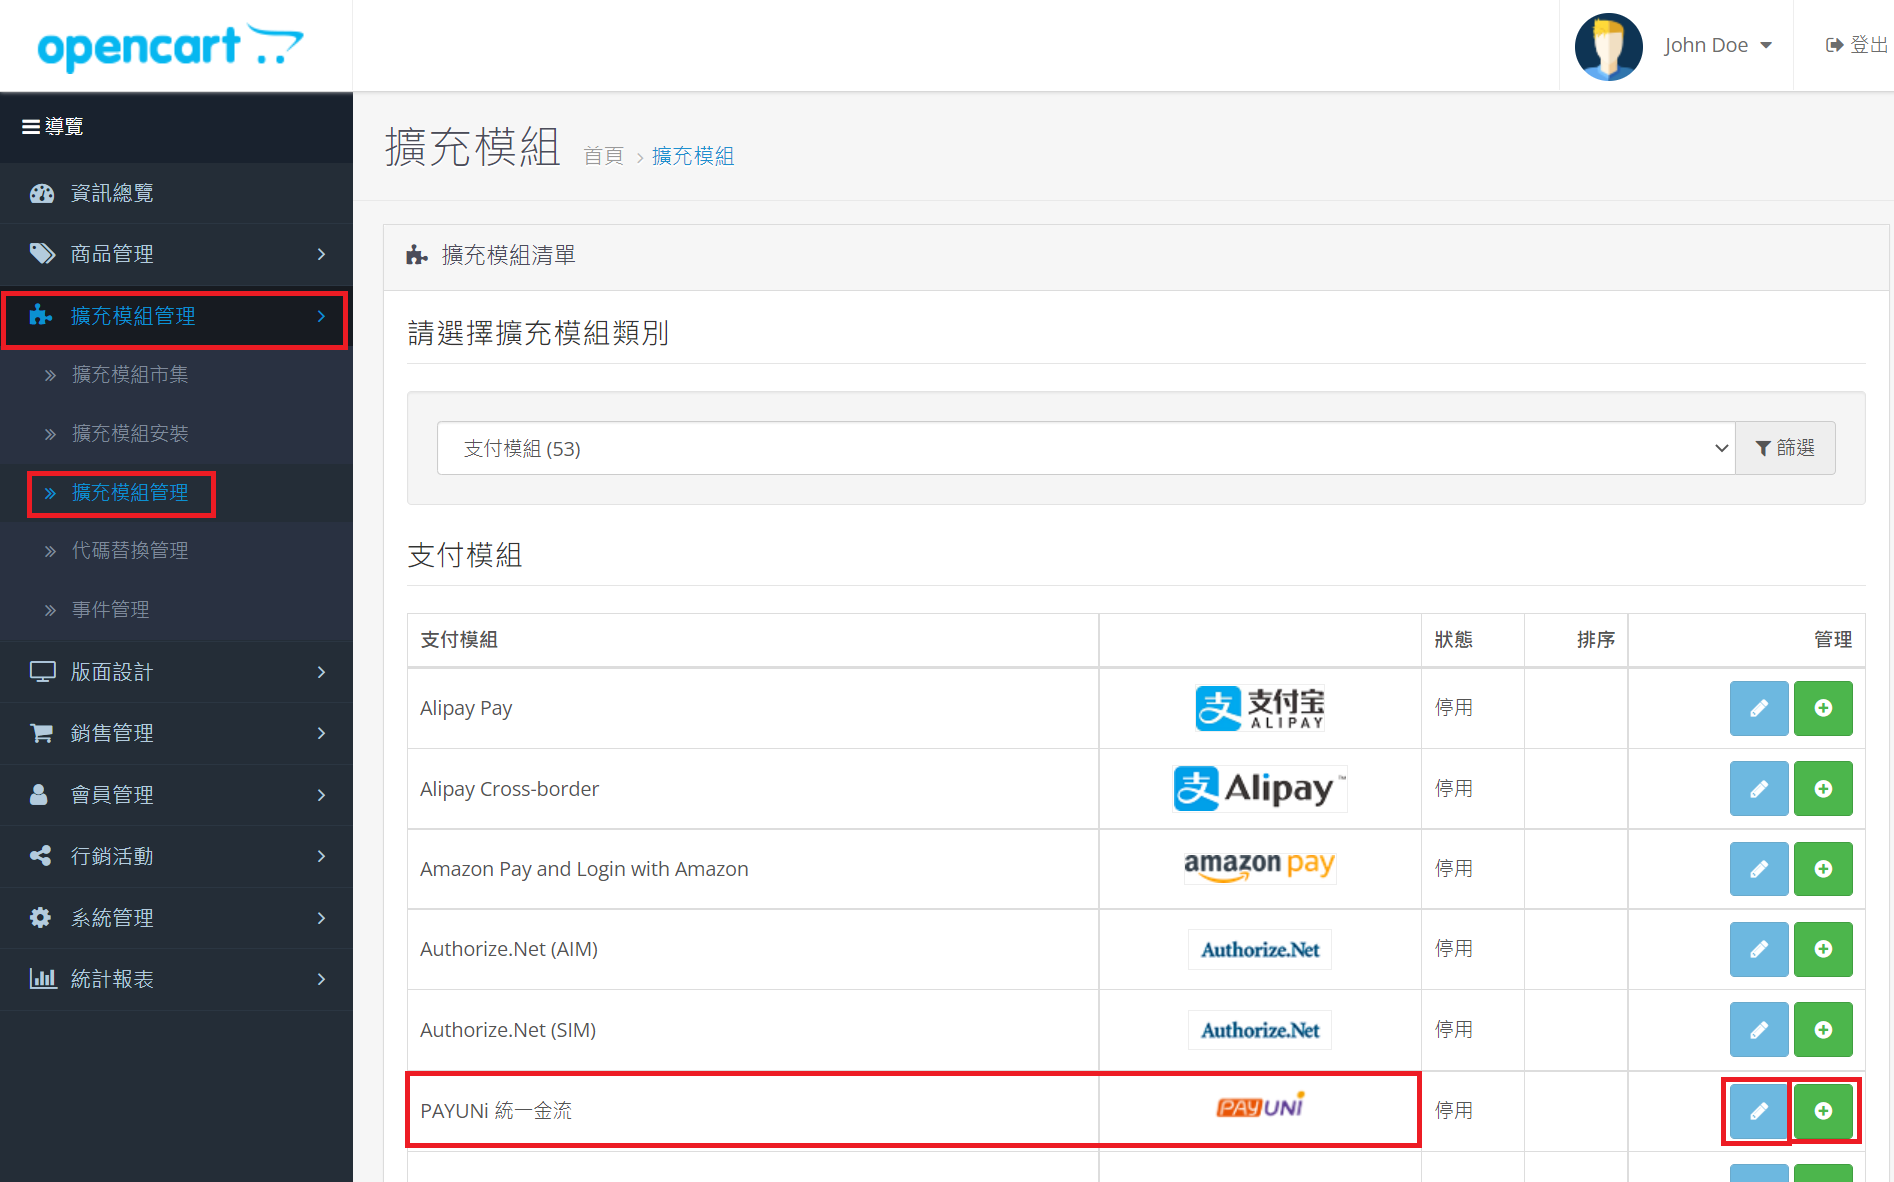 opencart
John Doe
登出
導覽
資訊總覽
商品管理
擴充模組管理
擴充模組市集
擴充模組安裝
擴充模組管理
代碼替換管理
事件管理
版面設計
銷售管理
會員管理
行銷活動
系統管理
統計報表
擴充模組 首頁 › 擴充模組
擴充模組清單
請選擇擴充模組類別
支付模組 (53) 篩選
支付模組
支付模組 狀態 排序 管理
Alipay Pay 支 支付宝 ALIPAY 停用
Alipay Cross-border 支 Alipay™ 停用
Amazon Pay and Login with Amazon amazon pay 停用
Authorize.Net (AIM) Authorize.Net 停用
Authorize.Net (SIM) Authorize.Net 停用
PAYUNi 統一金流 PAYUNi 停用